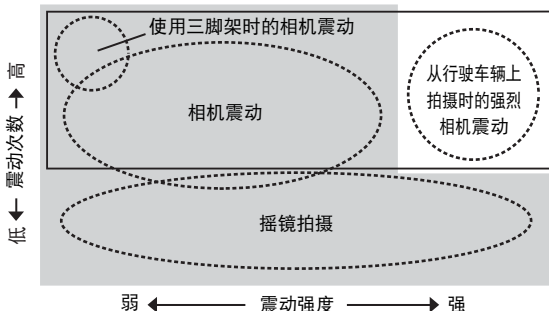 使用三脚架时的相机震动
从行驶车辆上
拍摄时的强烈
相机震动
相机震动
摇镜拍摄
低 震动次数 高
弱 震动强度 强